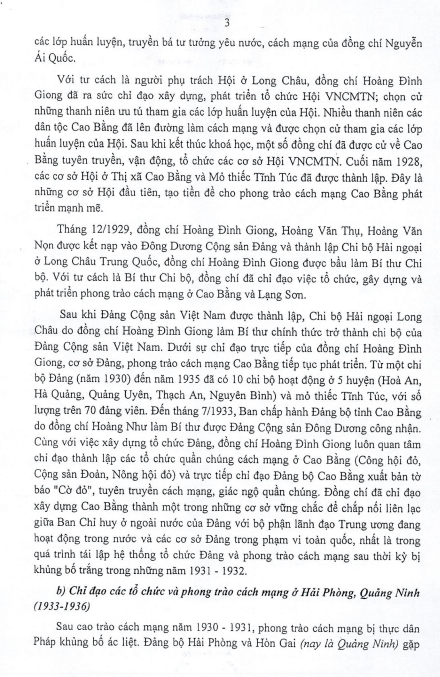 3
các lớp huấn luyện, truyền bá tư tưởng yêu nước, cách mạng của đồng chí Nguyễn
Ái Quốc.
Với tư cách là người phụ trách Hội ở Long Châu, đồng chí Hoàng Đình
Giong đã ra sức chỉ đạo xây dựng, phát triển tổ chức Hội VNCMTN; chọn cử
những thanh niên ưu tú tham gia các lớp huấn luyện của Hội. Nhiều thanh niên các
dân tộc Cao Bằng đã lên đường làm cách mạng và được chọn cử tham gia các lớp
huấn luyện của Hội. Sau khi kết thúc khoá học, một số đồng chí đã được cử về Cao
Bằng tuyên truyền, vận động, tổ chức các cơ sở Hội VNCMTN. Cuối năm 1928,
các cơ sở Hội ở Thị xã Cao Bằng và Mỏ thiếc Tĩnh Túc đã được thành lập. Đây là
những cơ sở Hội đầu tiên, tạo tiền đề cho phong trào cách mạng Cao Bằng phát
triển mạnh mẽ.
Tháng 12/1929, đồng chí Hoàng Đình Giong, Hoàng Văn Thụ, Hoàng Văn
Nọn được kết nạp vào Đông Dương Cộng sản Đảng và thành lập Chi bộ Hải ngoại
ở Long Châu Trung Quốc, đồng chí Hoàng Đình Giong được bầu làm Bí thư Chi
bộ. Với tư cách là Bí thư Chi bộ, đồng chí đã chỉ đạo việc tổ chức, gây dựng và
phát triển phong trào cách mạng ở Cao Bằng và Lạng Sơn.
Sau khi Đảng Cộng sản Việt Nam được thành lập, Chi bộ Hải ngoại Long
Châu do đồng chí Hoàng Đình Giong làm Bí thư chính thức trở thành chi bộ của
Đảng Cộng sản Việt Nam. Dưới sự chỉ đạo trực tiếp của đồng chí Hoàng Đình
Giong, cơ sở Đảng, phong trào cách mạng Cao Bằng tiếp tục phát triển. Từ một chi
bộ Đảng (năm 1930) đến năm 1935 đã có 10 chi bộ hoạt động ở 5 huyện (Hoà An,
Hà Quảng, Quảng Uyên, Thạch An, Nguyên Bình) và mỏ thiếc Tĩnh Túc, với số
lượng trên 70 đảng viên. Đến tháng 7/1933, Ban chấp hành Đảng bộ tỉnh Cao Bằng
do đồng chí Hoàng Như làm Bí thư được Đảng Cộng sản Đông Dương công nhận.
Cùng với việc xây dựng tổ chức Đảng, đồng chí Hoàng Đình Giong luôn quan tâm
chỉ đạo thành lập các tổ chức quần chúng cách mạng ở Cao Bằng (Công hội đỏ,
Cộng sản Đoàn, Nông hội đỏ) và trực tiếp chỉ đạo Đảng bộ Cao Bằng xuất bản tờ
báo "Cờ đỏ", tuyên truyền cách mạng, giác ngộ quần chúng. Đồng chí đã chỉ đạo
xây dựng Cao Bằng thành một trong những cơ sở vững chắc để chắp nối liên lạc
giữa Ban Chỉ huy ở ngoài nước của Đảng với bộ phận lãnh đạo Trung ương đang
hoạt động trong nước và các cơ sở Đảng trong phạm vi toàn quốc, nhất là trong
quá trình tái lập hệ thống tổ chức Đảng và phong trào cách mạng sau thời kỳ bị
khủng bố trắng trong những năm 1931 - 1932.
b) Chỉ đạo các tổ chức và phong trào cách mạng ở Hải Phòng, Quảng Ninh
(1933-1936)
Sau cao trào cách mạng năm 1930 - 1931, phong trào cách mạng bị thực dân
Pháp khủng bố ác liệt. Đảng bộ Hải Phòng và Hòn Gai (nay là Quảng Ninh) gặp